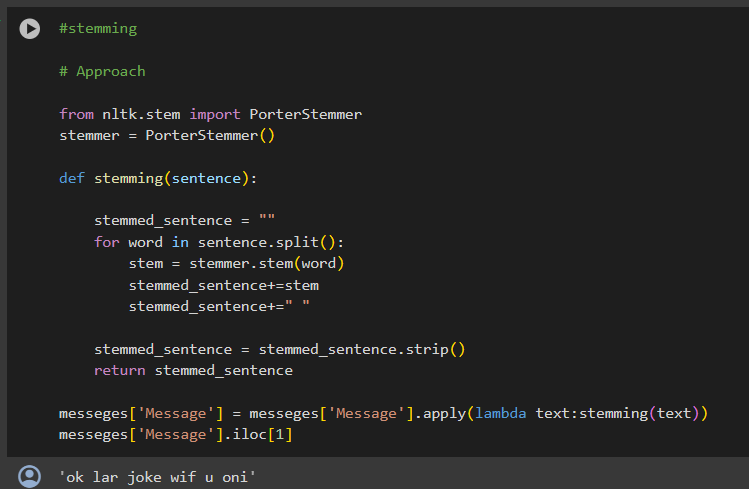 #stemming
# Approach
from nltk.stem import PorterStemmer
stemmer = PorterStemmer()
def stemming(sentence):
    stemmed_sentence = ""
    for word in sentence.split():
        stem = stemmer.stem(word)
        stemmed_sentence+=stem
        stemmed_sentence+=" "
    stemmed_sentence = stemmed_sentence.strip()
    return stemmed_sentence
messeges['Message'] = messeges['Message'].apply(lambda text:stemming(text))
messeges['Message'].iloc[1]
'ok lar joke wif u oni'